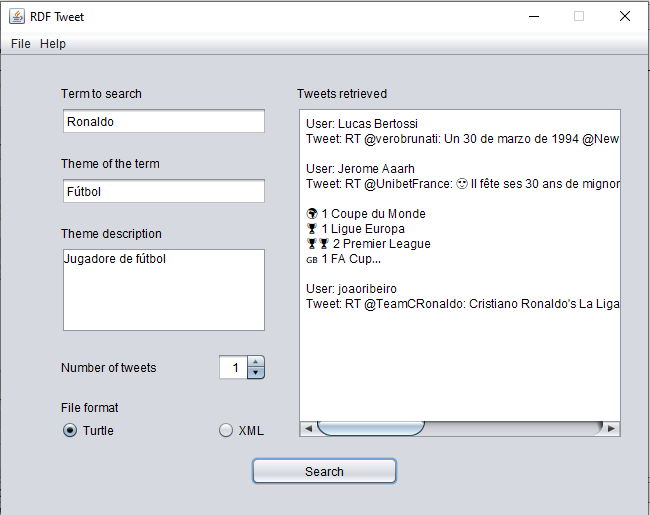 RDF Tweet
File Help
Term to search
Ronaldo
Theme of the term
Fútbol
Theme description
Jugadore de fútbol
Number of tweets
1
File format
Turtle
XML
Tweets retrieved
User: Lucas Bertossi
Tweet: RT @verobrunati: Un 30 de marzo de 1994 @New
User: Jerome Aaarh
Tweet: RT @UnibetFrance: Il fête ses 30 ans de mignor
1 Coupe du Monde
1 Ligue Europa
2 Premier League
GB 1 FA Cup...
User: joaoribeiro
Tweet: RT @TeamCRonaldo: Cristiano Ronaldo's La Liga
Search